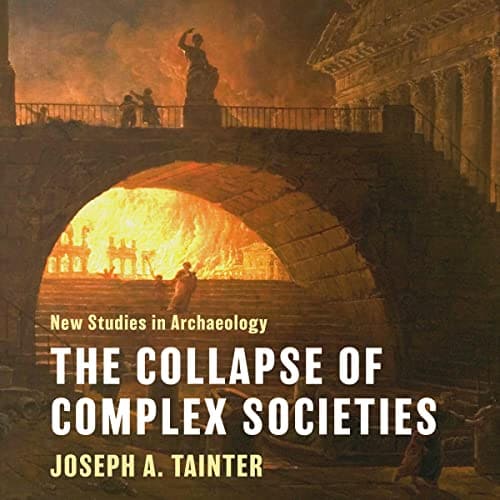 New Studies in Archaeology
THE COLLAPSE OF
COMPLEX SOCIETIES
JOSEPH A. TAINTER